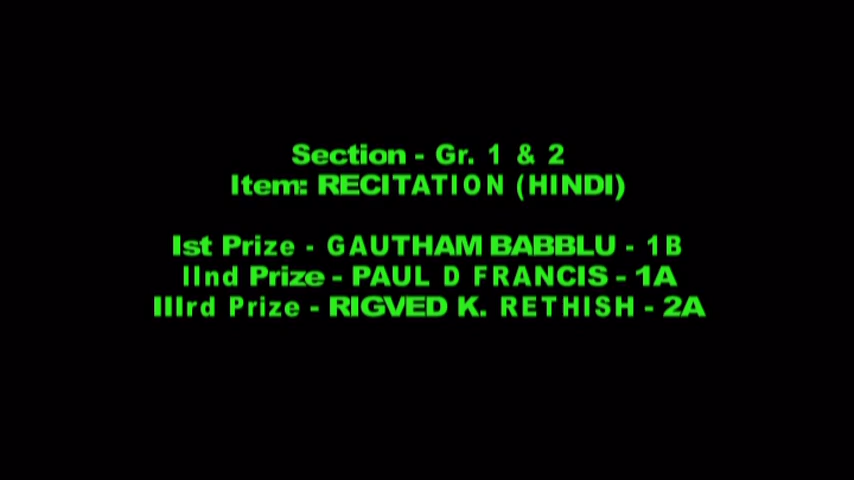 Section - Gr. 1 & 2
Item: RECITATION (HINDI)
Ist Prize - GAUTHAM BABBLU - 1B
IInd Prize - PAUL D FRANCIS - 1A
IIIrd Prize - RIGVED K. RETHISH - 2A